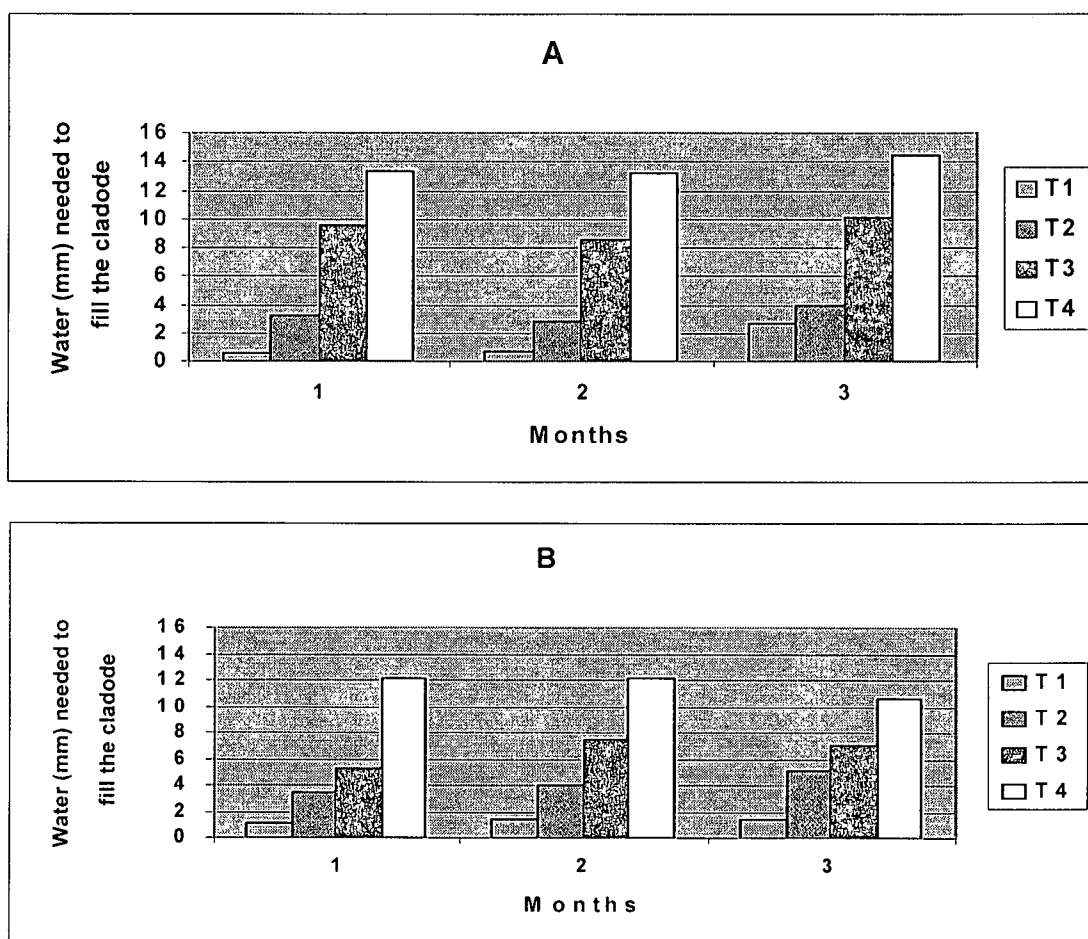 A
Water (mm) needed to
fill the cladode
16
14
12
10
8
6
4
2
0
1 2 3
Months
T1
T2
T3
T4
B
Water (mm) needed to
fill the cladode
16
14
12
10
8
6
4
2
0
1 2 3
Months
T 1
T 2
T 3
T 4